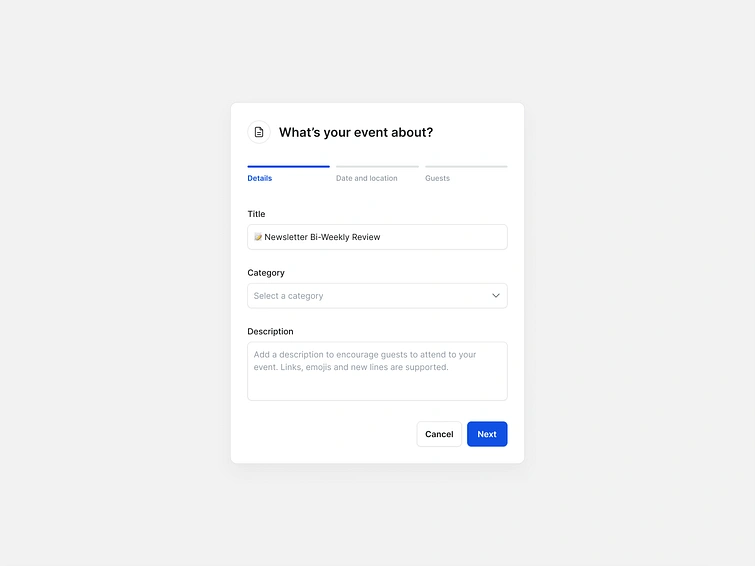 What’s your event about?
Details
Date and location
Guests
Title
📝 Newsletter Bi-Weekly Review
Category
Select a category
Description
Add a description to encourage guests to attend to your
event. Links, emojis and new lines are supported.
Cancel
Next